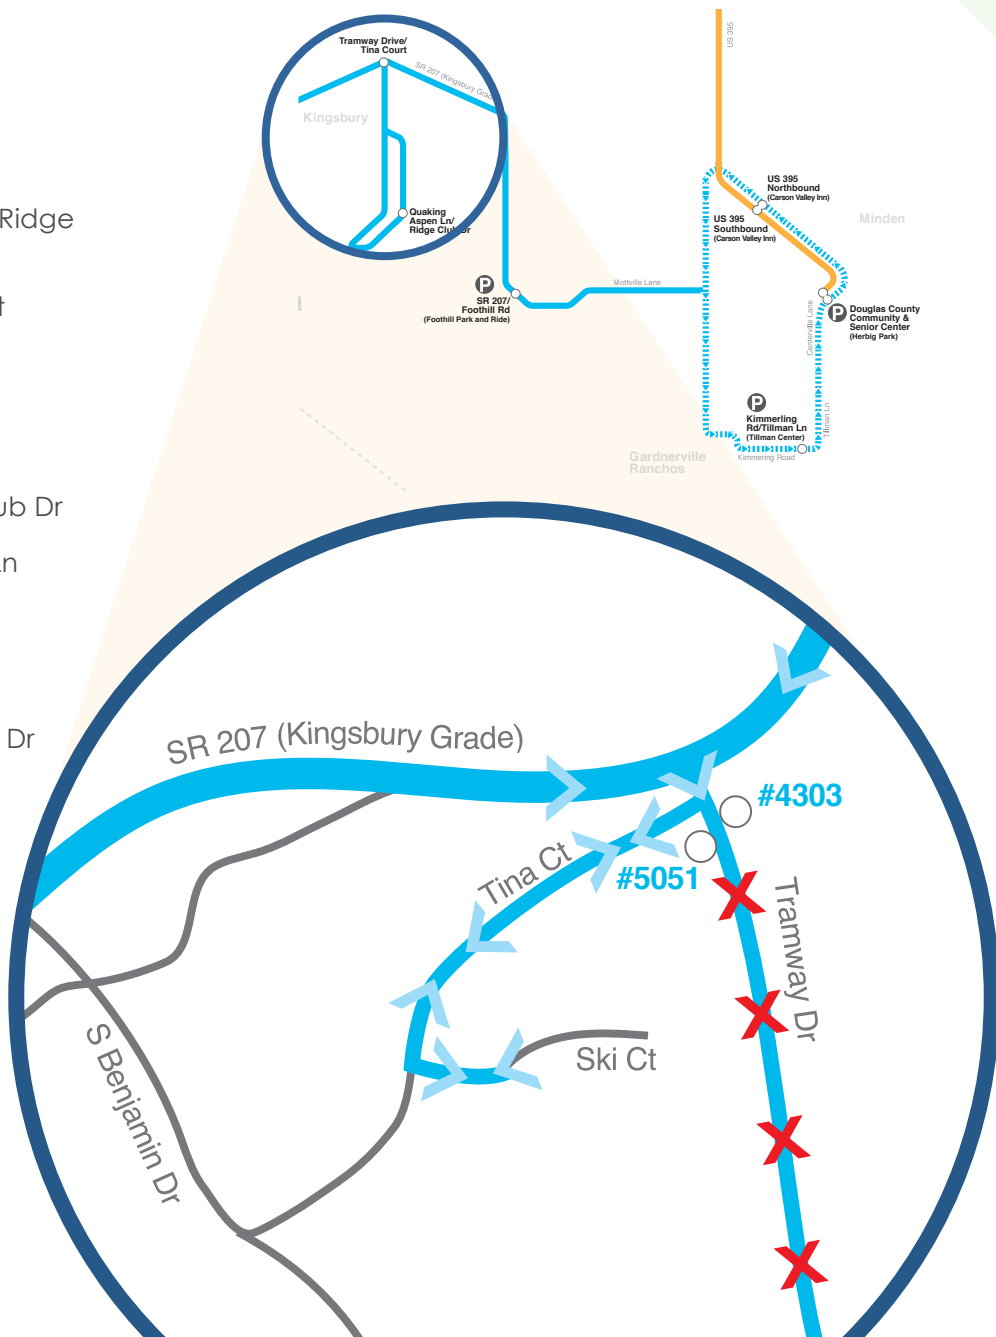 Tramway Drive/
Tina Court
SR 207 (Kingsbury Grad
Kingsbury
Quaking
Aspen Ln/
Ridge Club Dr
US 395
US 395
Northbound
(Carson Valley Inn)
US 395
Southbound
(Carson Valley Inn)
Minden
Ridge
P
SR 207/
Foothill Rd
(Foothill Park and Ride)
Mottville Lane
Centerville Lane
P
Douglas County
Community &
Senior Center
(Herbig Park)
P
Kimmerling
Rd/Tillman Ln
(Tillman Center)
Tillman Ln
Kimmering Road
Gardnerville
Ranchos
ub Dr
Dr
SR 207 (Kingsbury Grade)
#4303
#5051
Tina Ct
Tramway Dr
Ski Ct
S Benjamin Dr